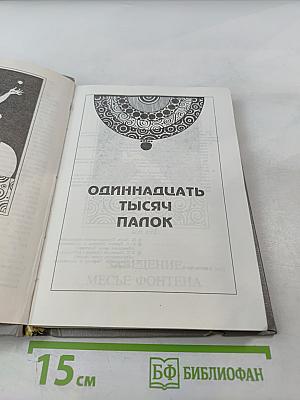 ОДИННАДЦАТЬ
ТЫСЯЧ
ПАЛОК
МЕСЬЕ ФОНТЕНА
15 см
БФ БИБЛИОФАН